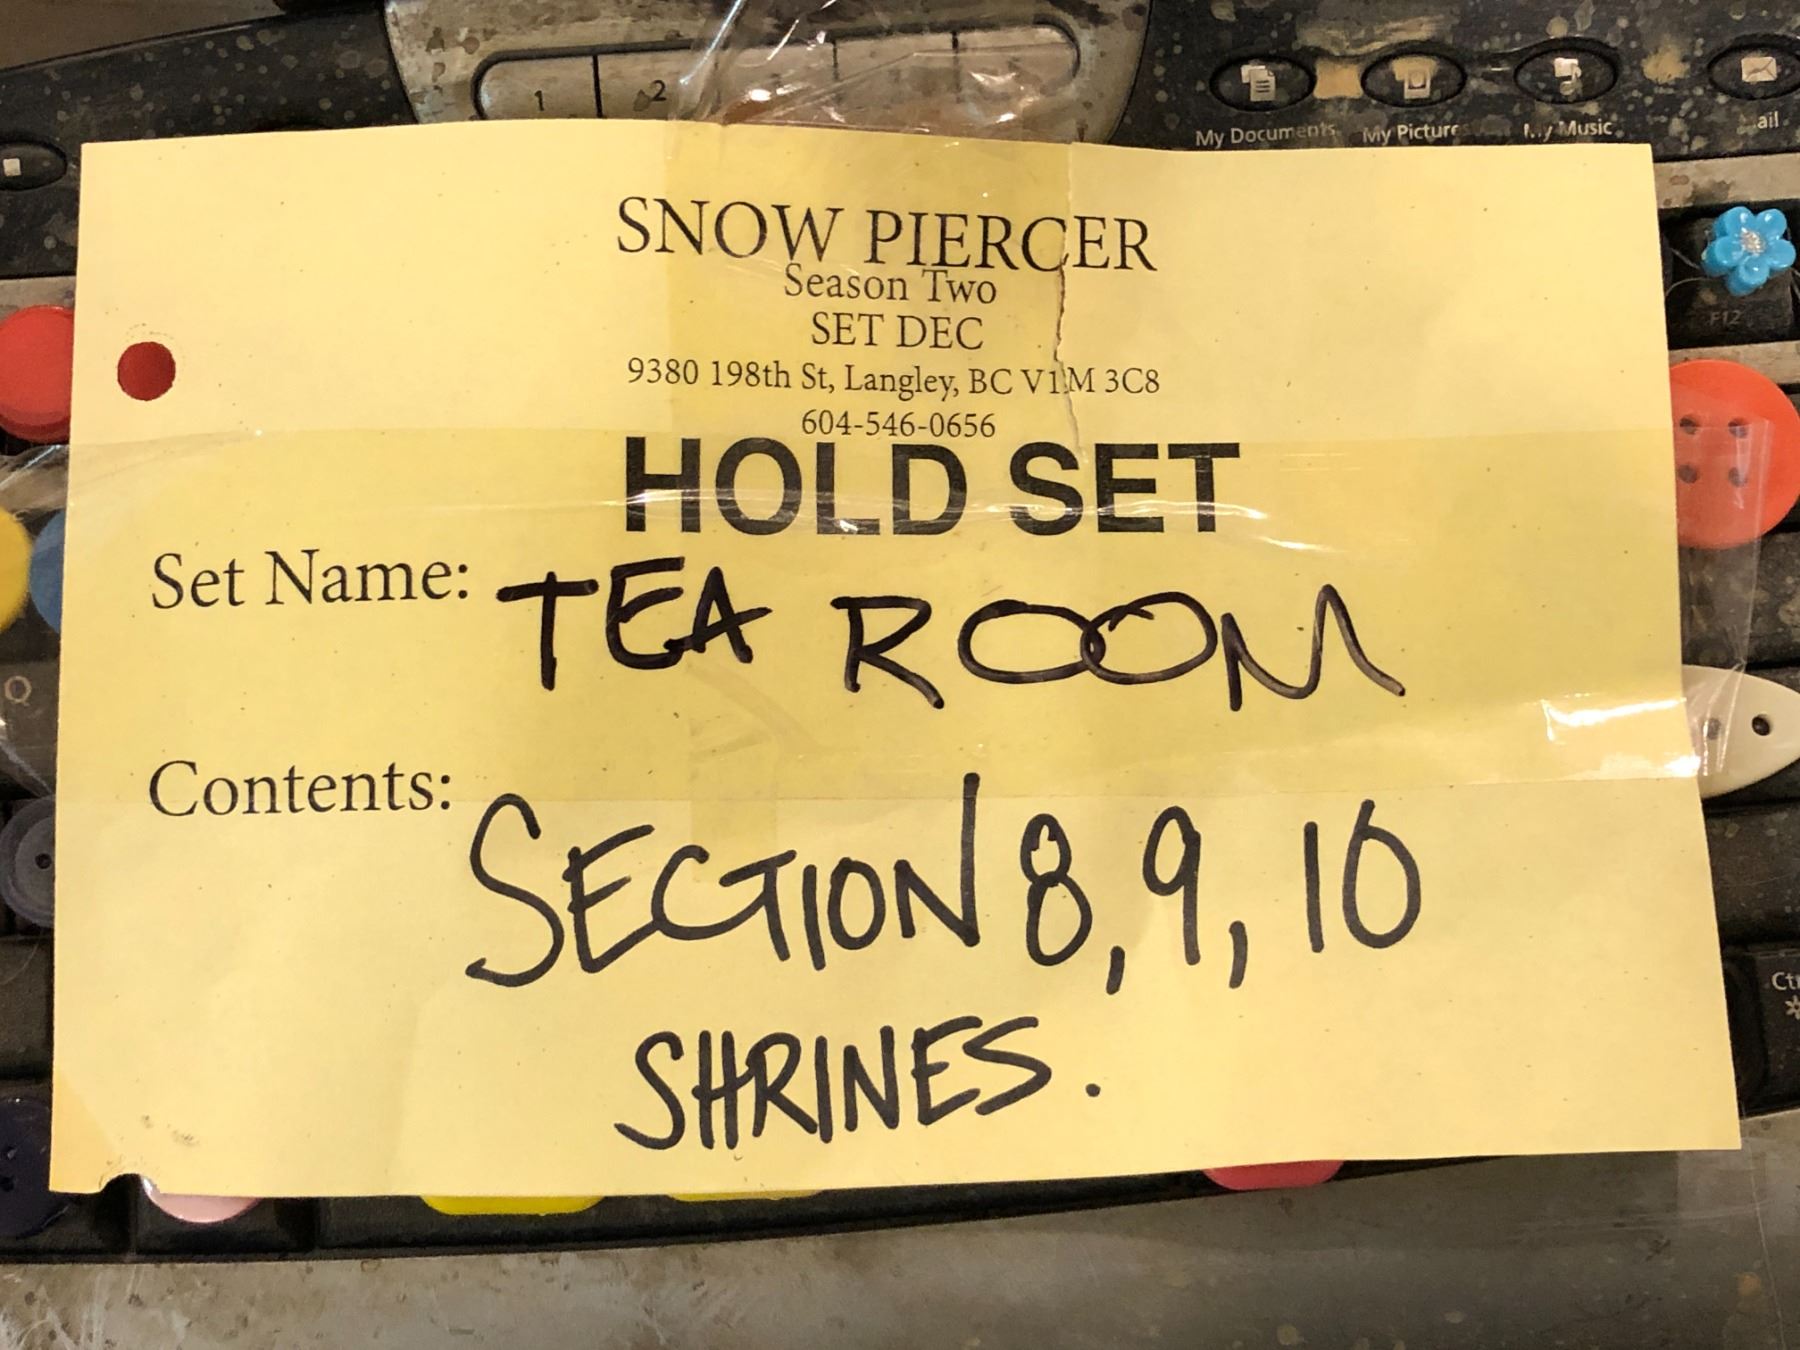 1 2
My Documents My Pictures My Music
SNOW PIERCER
Season Two
SET DEC
F12
9380 198th St, Langley, BC V1M 3C8
604-546-0656
HOLD SET
Set Name: TEA ROOM
Q
Contents: SECTION 8, 9, 10
SHRINES.